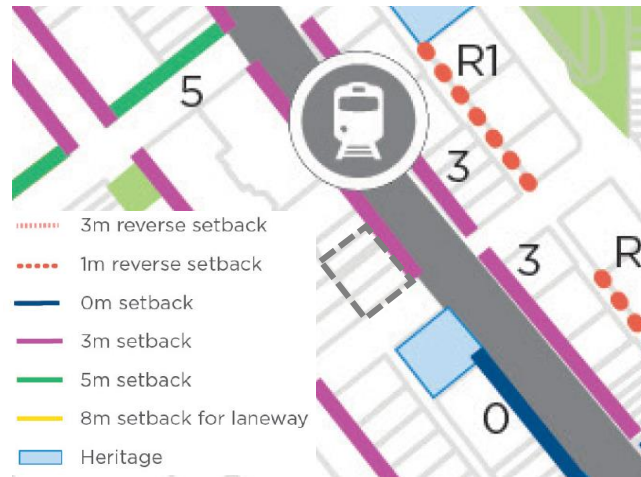 R1
5
3
3
R
0
3m reverse setback
1m reverse setback
0m setback
3m setback
5m setback
8m setback for laneway
Heritage